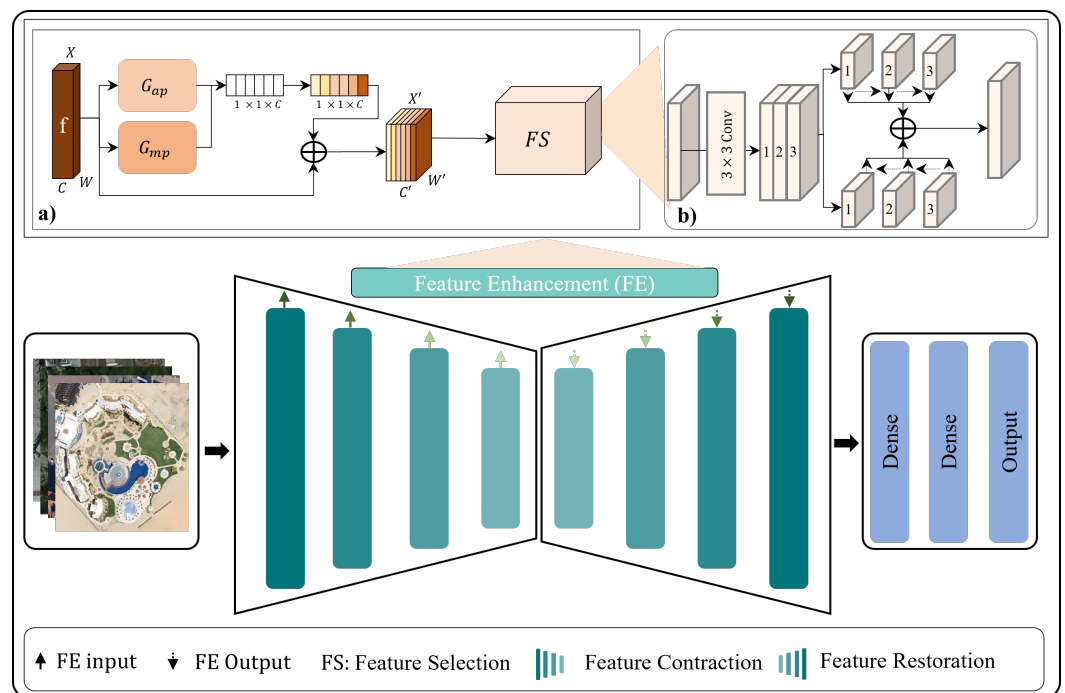 X
f
C
W
G_ap
G_mp
1 × 1 × C
1 × 1 × C
X′
C′
W′
FS
a)
3 × 3 Conv
1 2 3
1 2 3
1 2 3
b)
Feature Enhancement (FE)
Dense
Dense
Output
FE input
FE Output
FS: Feature Selection
Feature Contraction
Feature Restoration